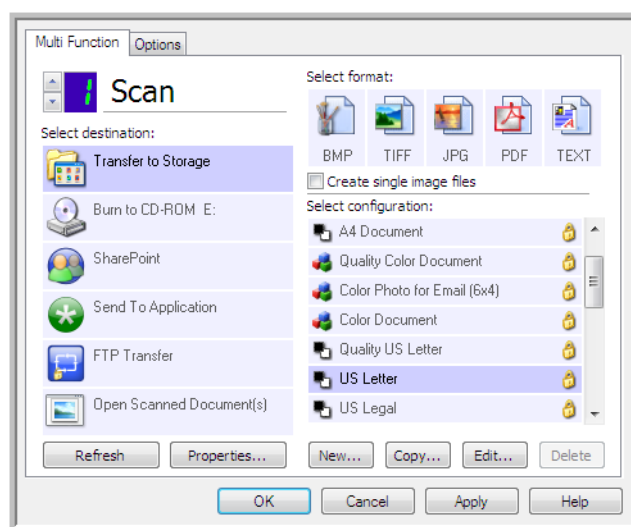 Multi Function
Options
1
Scan
Select destination:
Transfer to Storage
Burn to CD-ROM E:
SharePoint
Send To Application
FTP Transfer
Open Scanned Document(s)
Refresh
Properties...
Select format:
BMP TIFF JPG PDF TEXT
Create single image files
Select configuration:
A4 Document
Quality Color Document
Color Photo for Email (6x4)
Color Document
Quality US Letter
US Letter
US Legal
New... Copy... Edit... Delete
OK Cancel Apply Help